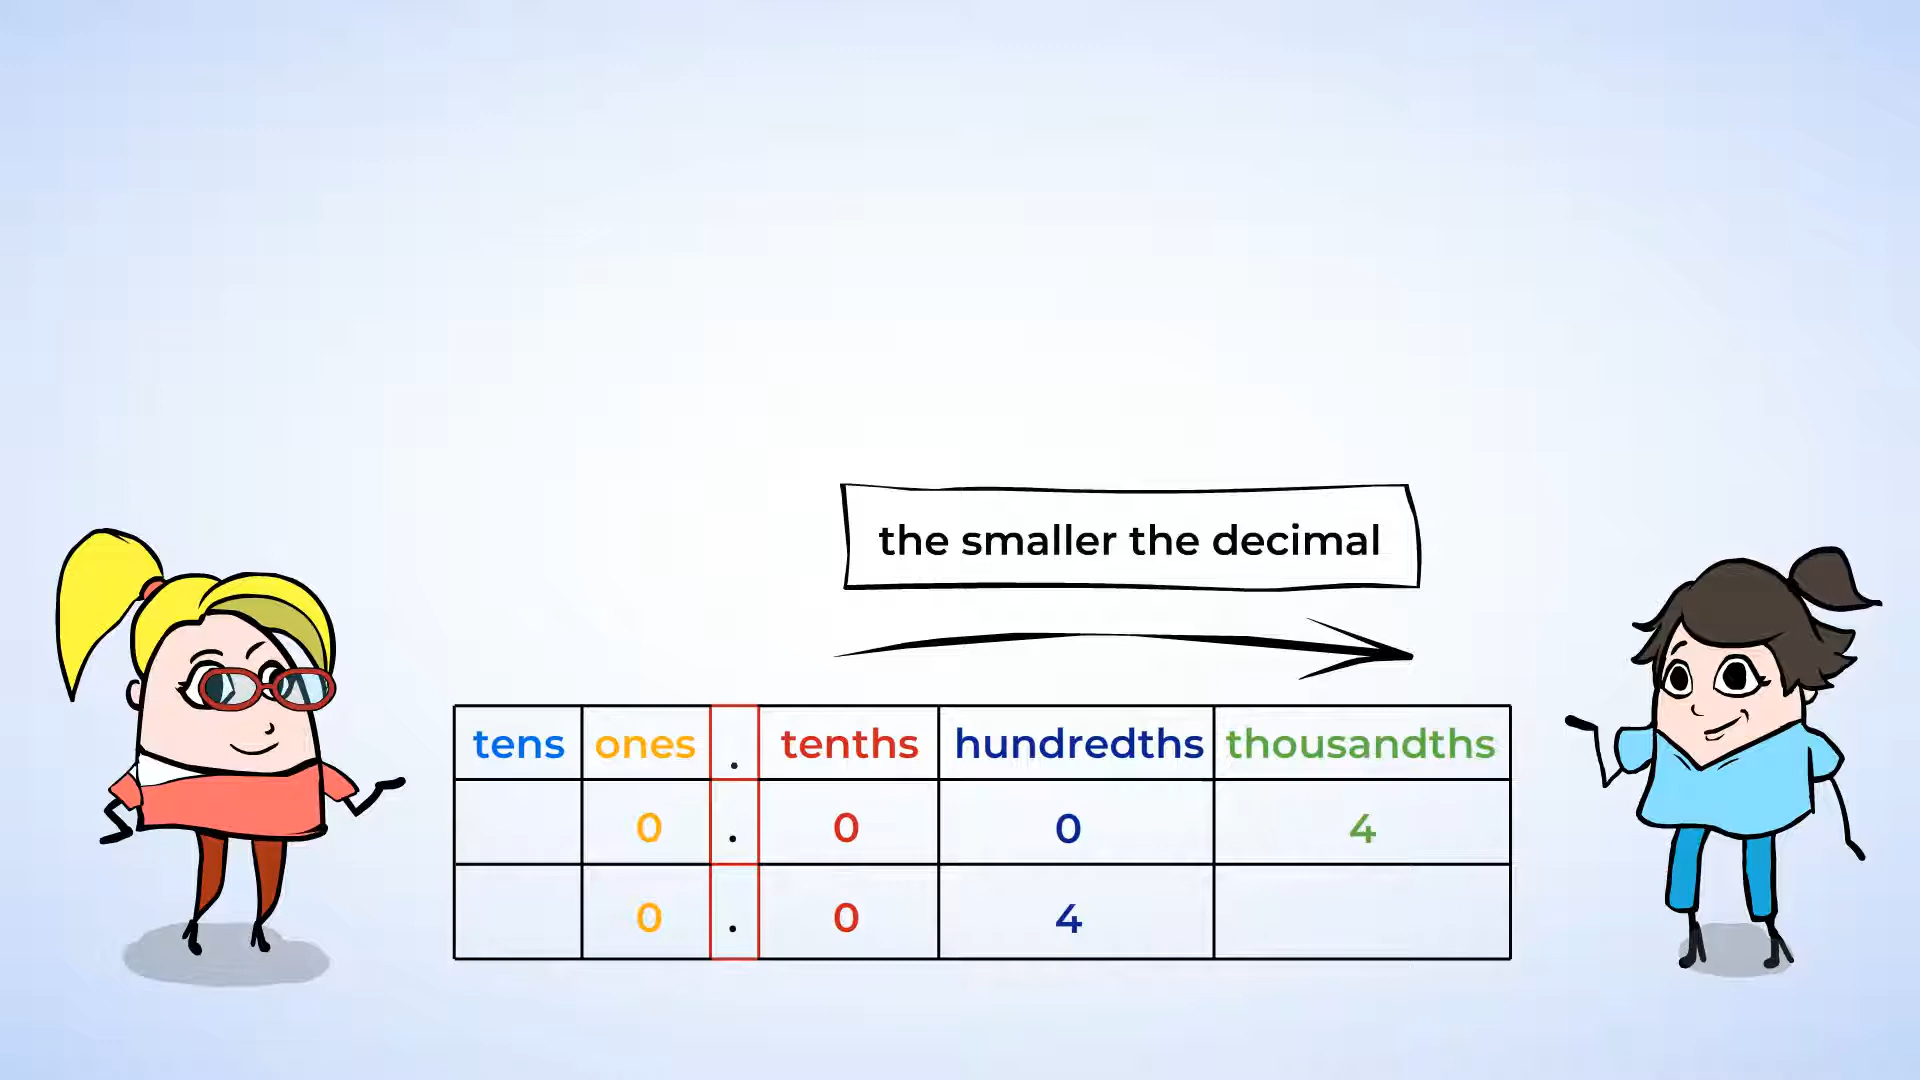 the smaller the decimal
tens ones . tenths hundredths thousandths
0 . 0 0 4
0 . 0 4